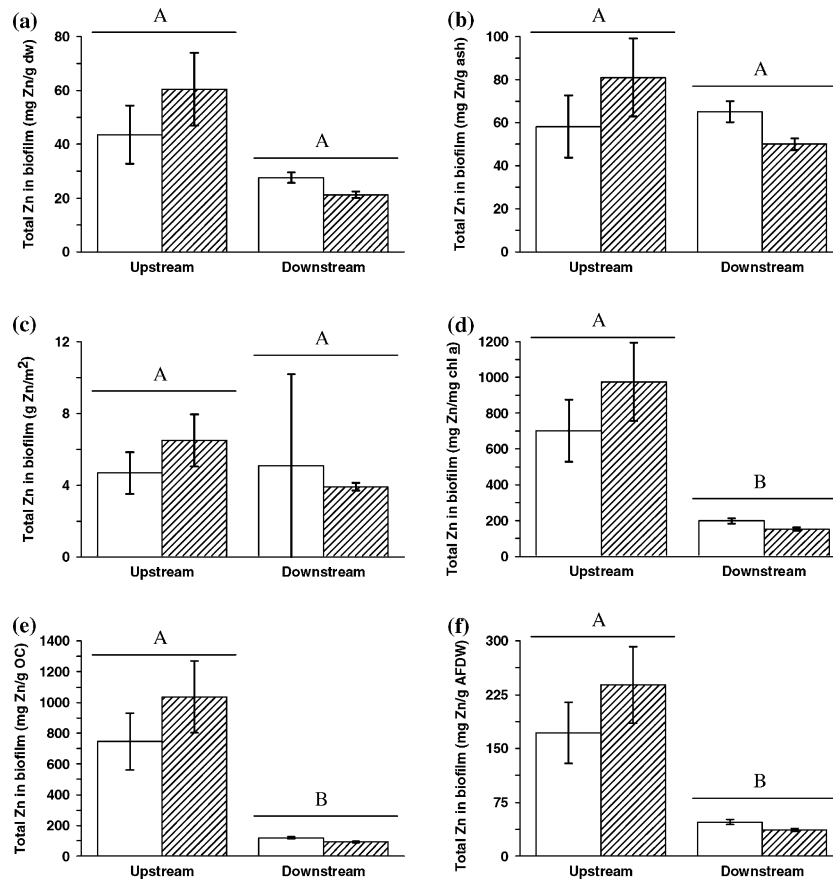 (a)
A
80
60
40
20
0
Total Zn in biofilm (mg Zn/g dw)
A
Upstream
Downstream
(b)
A
100
80
60
40
20
0
Total Zn in biofilm (mg Zn/g ash)
A
Upstream
Downstream
(c)
12
8
4
0
Total Zn in biofilm (g Zn/m²)
A
A
Upstream
Downstream
(d)
A
1200
1000
800
600
400
200
0
Total Zn in biofilm (mg Zn/mg chl a)
B
Upstream
Downstream
(e)
A
1400
1200
1000
800
600
400
200
0
Total Zn in biofilm (mg Zn/g OC)
B
Upstream
Downstream
(f)
A
300
225
150
75
0
Total Zn in biofilm (mg Zn/g AFDW)
B
Upstream
Downstream